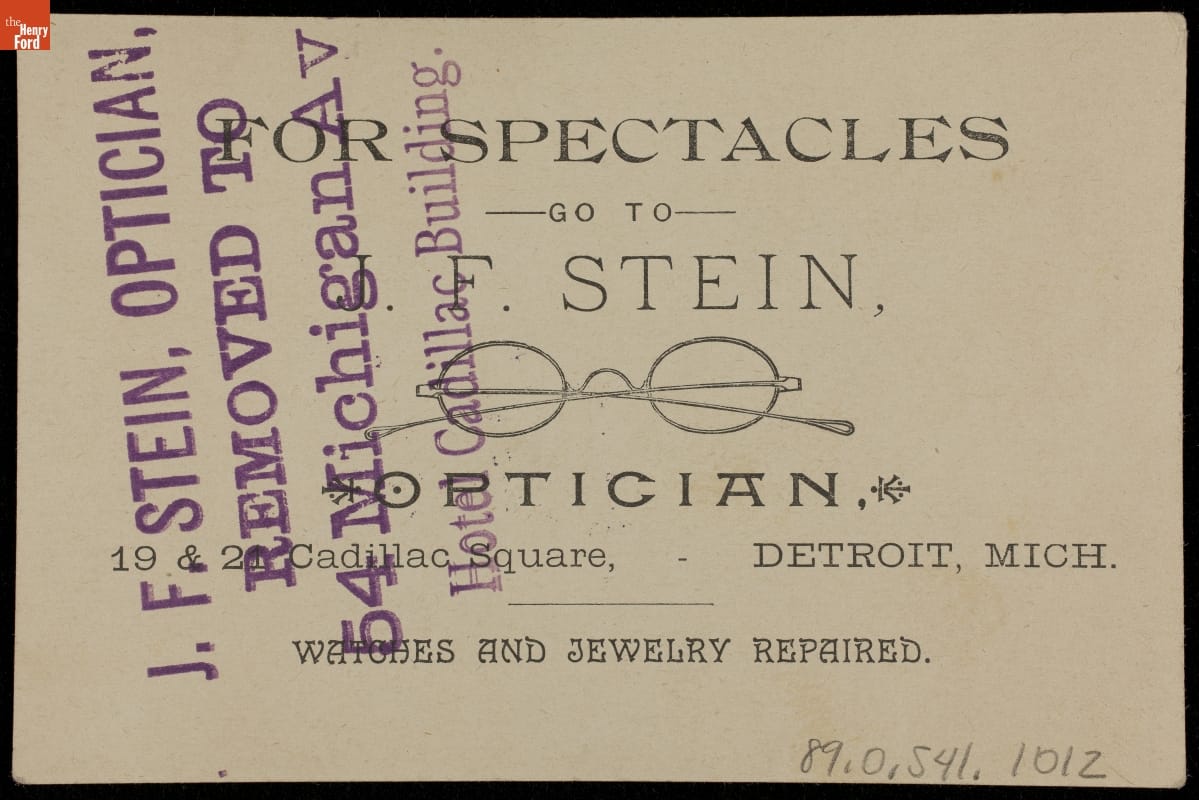 the
Henry
Ford
FOR SPECTACLES
GO TO
J. F. STEIN,
OPTICIAN,
19 & 21 Cadillac Square, - DETROIT, MICH.
WATCHES AND JEWELRY REPAIRED.
J. F. STEIN, OPTICIAN,
REMOVED TO
54 Michigan Av
Hotel Cadillac Building.
89.0.541.1012